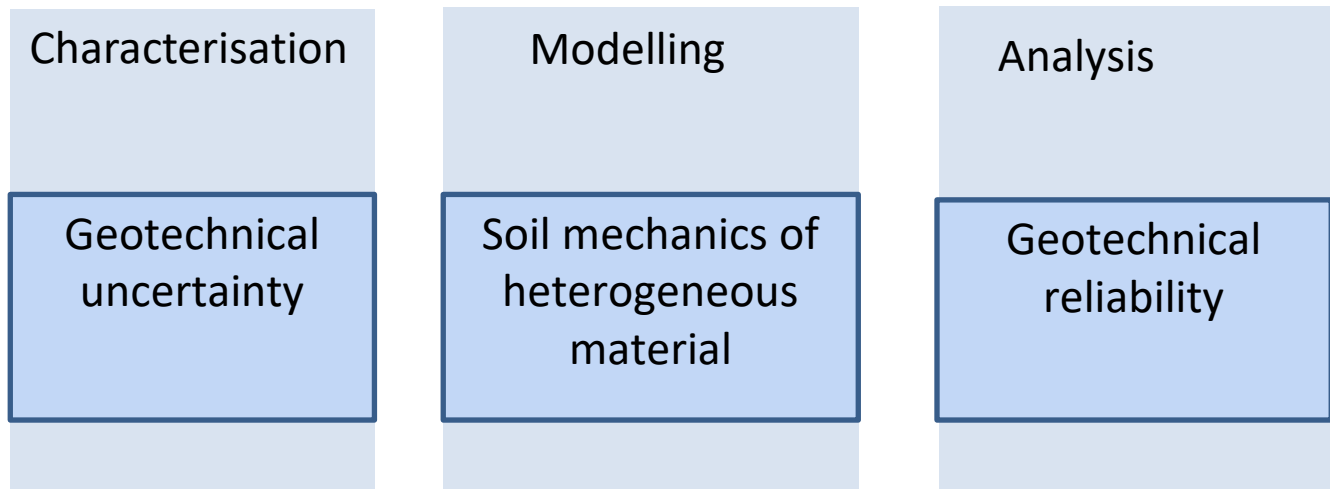 Characterisation
Geotechnical
uncertainty
Modelling
Soil mechanics of
heterogeneous
material
Analysis
Geotechnical
reliability